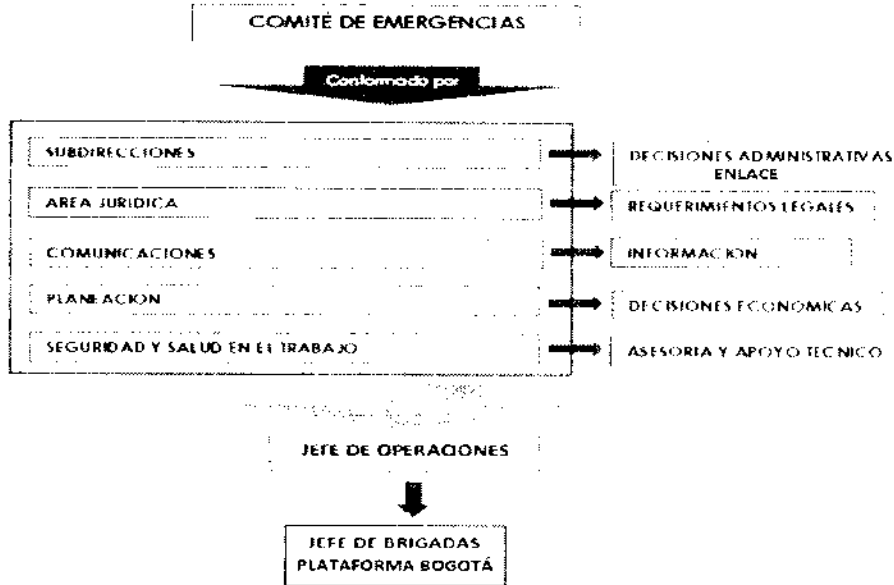 COMITÉ DE EMERGENCIAS
Conformado por
SUBDIRECCIONES
DECISIONES ADMINISTRATIVAS
ENLACE
AREA JURIDICA
REQUERIMIENTOS LEGALES
COMUNICACIONES
INFORMACION
PLANEACION
DECISIONES ECONOMICAS
SEGURIDAD Y SALUD EN EL TRABAJO
ASESORIA Y APOYO TECNICO
JEFE DE OPERACIONES
JEFE DE BRIGADAS
PLATAFORMA BOGOTÁ